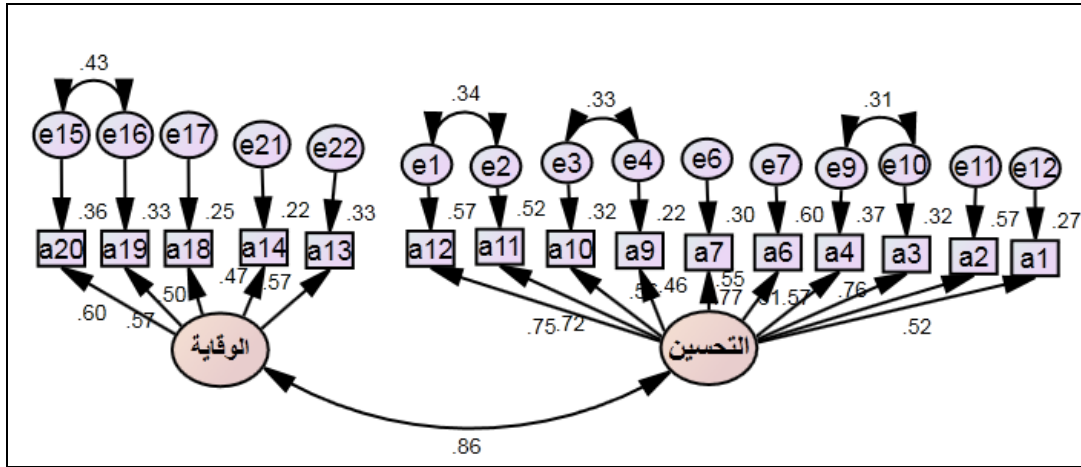 .43
.34
.33
.31
e15 e16 e17 e21 e22 e1 e2 e3 e4 e6 e7 e9 e10 e11 e12
.36 .33 .25 .22 .33 .57 .52 .32 .22 .30 .60 .37 .32 .57 .27
a20 a19 a18 a14 a13 a12 a11 a10 a9 a7 a6 a4 a3 a2 a1
.60 .57 .50 .47 .57 .75 .72 .46 .55 .77 .57 .76 .52
الوقاية التحسين
.86